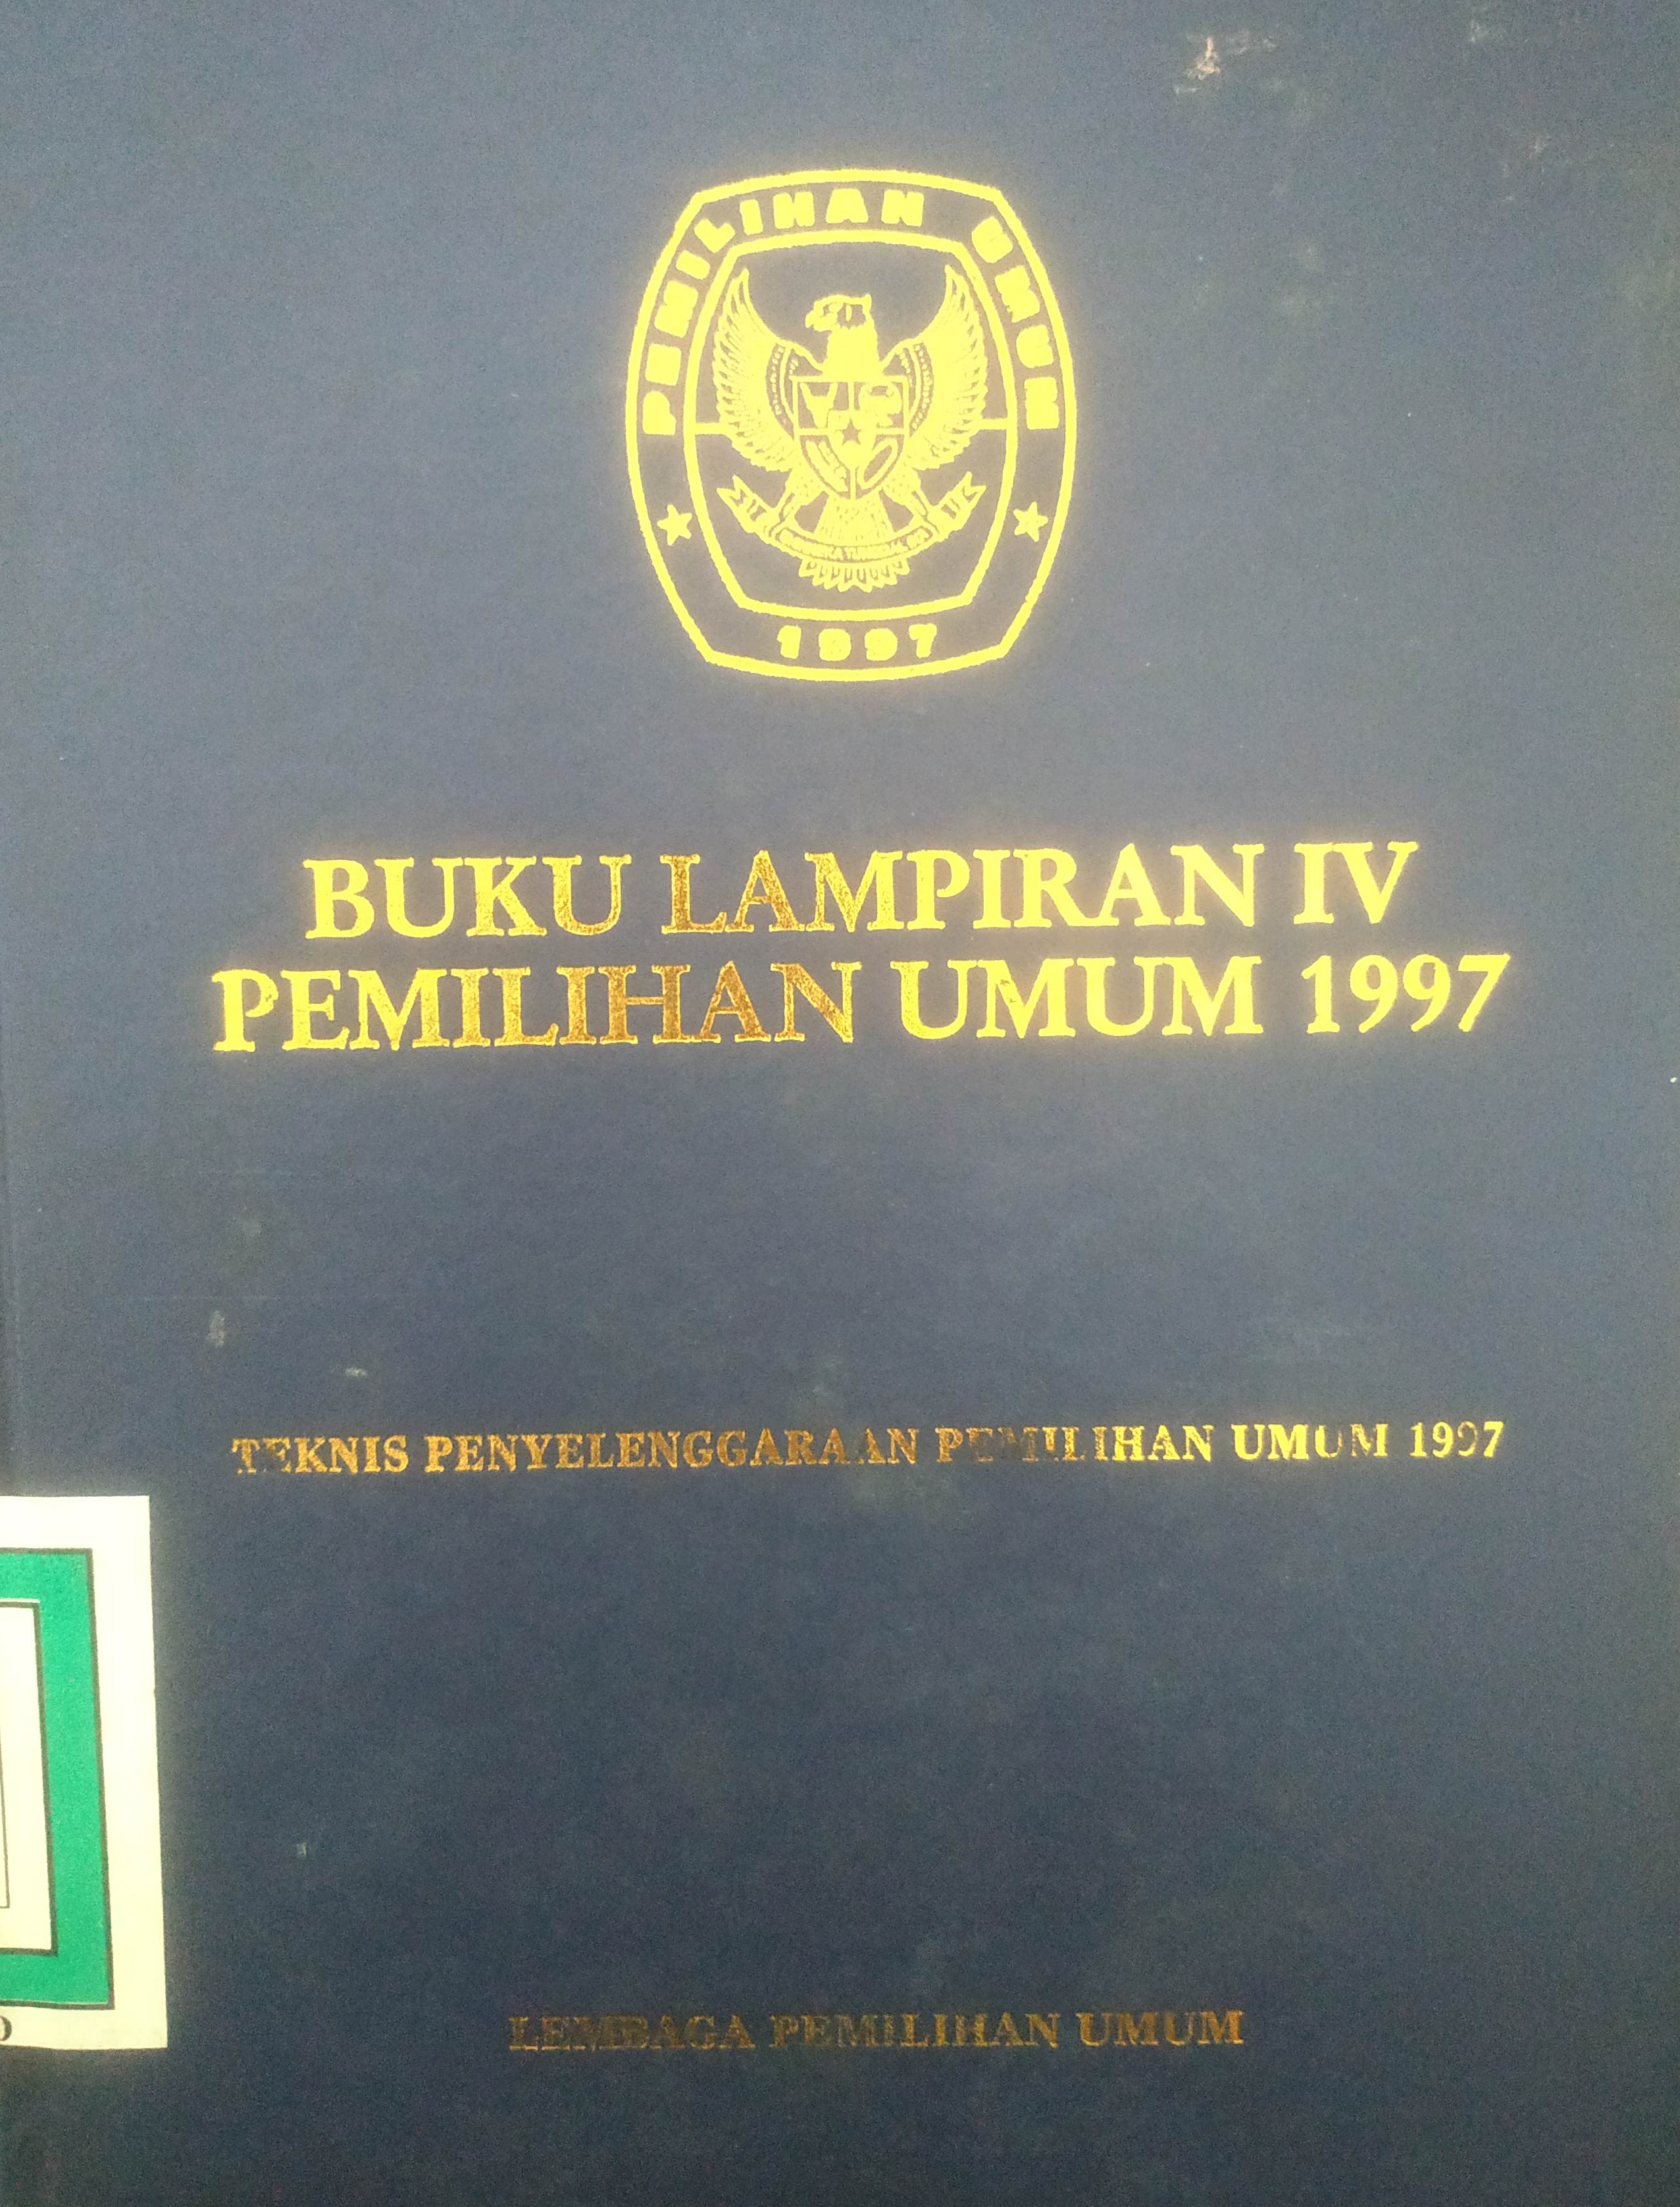 PEMILIHAN UMUM
1997
BUKU LAMPIRAN IV
PEMILIHAN UMUM 1997
TEKNIS PENYELENGGARAAN PEMILIHAN UMUM 1997
LEMBAGA PEMILIHAN UMUM